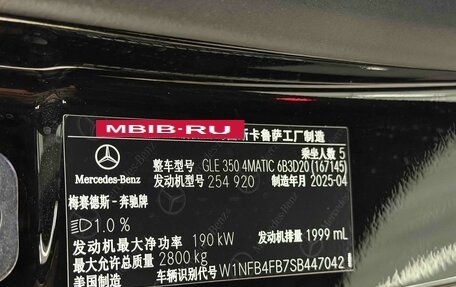 MBIB-RU
斯卡鲁萨工厂制造
乘坐人数 5
整车型号 GLE 350 4MATIC 6B3D20 (167145)
Mercedes-Benz 发动机型号 254 920 制造年月 2025-04
梅赛德斯－奔驰牌
1.0 %
发动机最大净功率 190 kW 发动机排量 1999 mL
最大允许总质量 2800 kg
车辆识别代号 W1NFB4FB7SB447042
美国制造